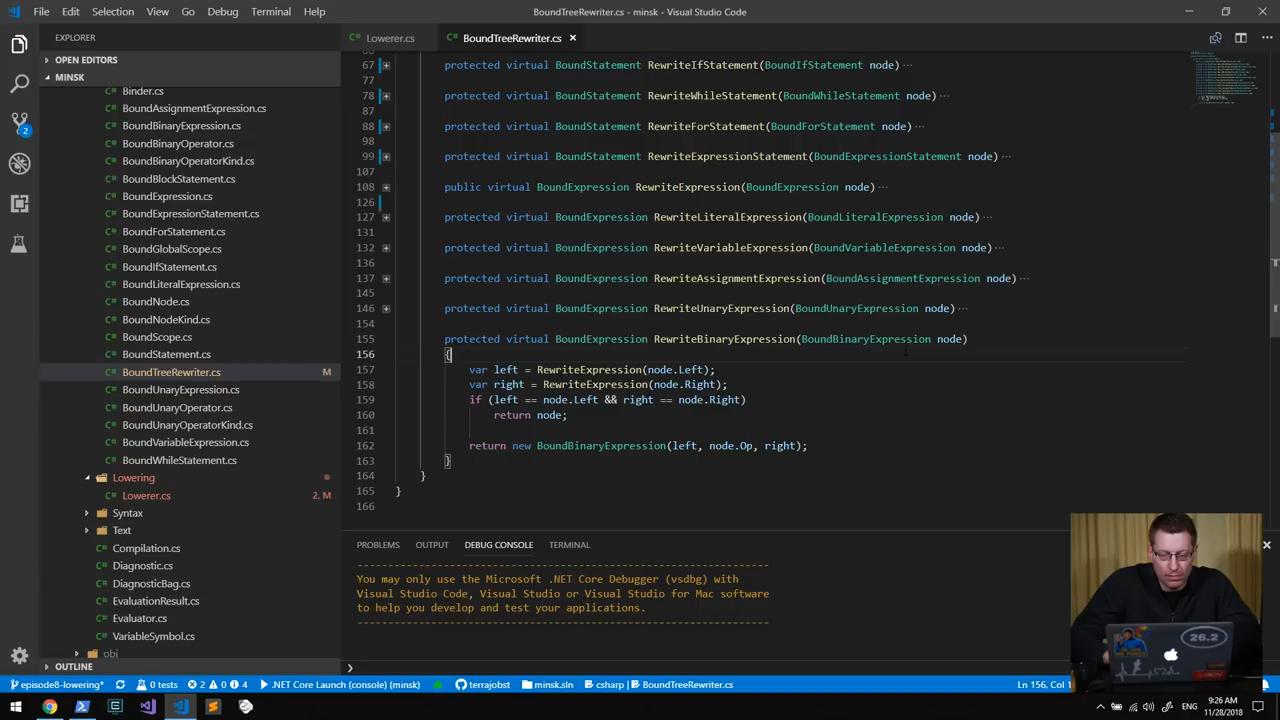 File Edit Selection View Go Debug Terminal Help
BoundTreeRewriter.cs - minsk - Visual Studio Code
EXPLORER
Lowerer.cs
BoundTreeRewriter.cs
OPEN EDITORS
MINSK
Binder.cs
BoundAssignmentExpression.cs
BoundBinaryExpression.cs
BoundBinaryOperator.cs
BoundBinaryOperatorKind.cs
BoundBlockStatement.cs
BoundExpression.cs
BoundExpressionStatement.cs
BoundForStatement.cs
BoundGlobalScope.cs
BoundIfStatement.cs
BoundLiteralExpression.cs
BoundNode.cs
BoundNodeKind.cs
BoundScope.cs
BoundStatement.cs
BoundTreeRewriter.cs M
BoundUnaryExpression.cs
BoundUnaryOperator.cs
BoundUnaryOperatorKind.cs
BoundVariableExpression.cs
BoundWhileStatement.cs
Lowering
Lowerer.cs 2, M
Syntax
Text
Compilation.cs
Diagnostic.cs
DiagnosticBag.cs
EvaluationResult.cs
Evaluator.cs
VariableSymbol.cs
obj
OUTLINE
67 protected virtual BoundStatement RewriteIfStatement(BoundIfStatement node)···
77
78 protected virtual BoundStatement RewriteWhileStatement(BoundWhileStatement node)···
87
88 protected virtual BoundStatement RewriteForStatement(BoundForStatement node)···
98
99 protected virtual BoundStatement RewriteExpressionStatement(BoundExpressionStatement node)···
107
108 public virtual BoundExpression RewriteExpression(BoundExpression node)···
126
127 protected virtual BoundExpression RewriteLiteralExpression(BoundLiteralExpression node)···
131
132 protected virtual BoundExpression RewriteVariableExpression(BoundVariableExpression node)···
136
137 protected virtual BoundExpression RewriteAssignmentExpression(BoundAssignmentExpression node)···
145
146 protected virtual BoundExpression RewriteUnaryExpression(BoundUnaryExpression node)···
154
155 protected virtual BoundExpression RewriteBinaryExpression(BoundBinaryExpression node)
156 {
157 var left = RewriteExpression(node.Left);
158 var right = RewriteExpression(node.Right);
159 if (left == node.Left && right == node.Right)
160 return node;
161
162 return new BoundBinaryExpression(left, node.Op, right);
163 }
164 }
165 }
166
PROBLEMS OUTPUT DEBUG CONSOLE TERMINAL
-------------------------------------------------------------------
You may only use the Microsoft .NET Core Debugger (vsdbg) with
Visual Studio Code, Visual Studio or Visual Studio for Mac software
to help you develop and test your applications.
-------------------------------------------------------------------
26.2
2
episode8-lowering* 0 tests 2 0 4 .NET Core Launch (console) (minsk) terrajobst minsk.sln csharp | BoundTreeRewriter.cs Ln 156, Col 1
ENG 9:26 AM
11/28/2018